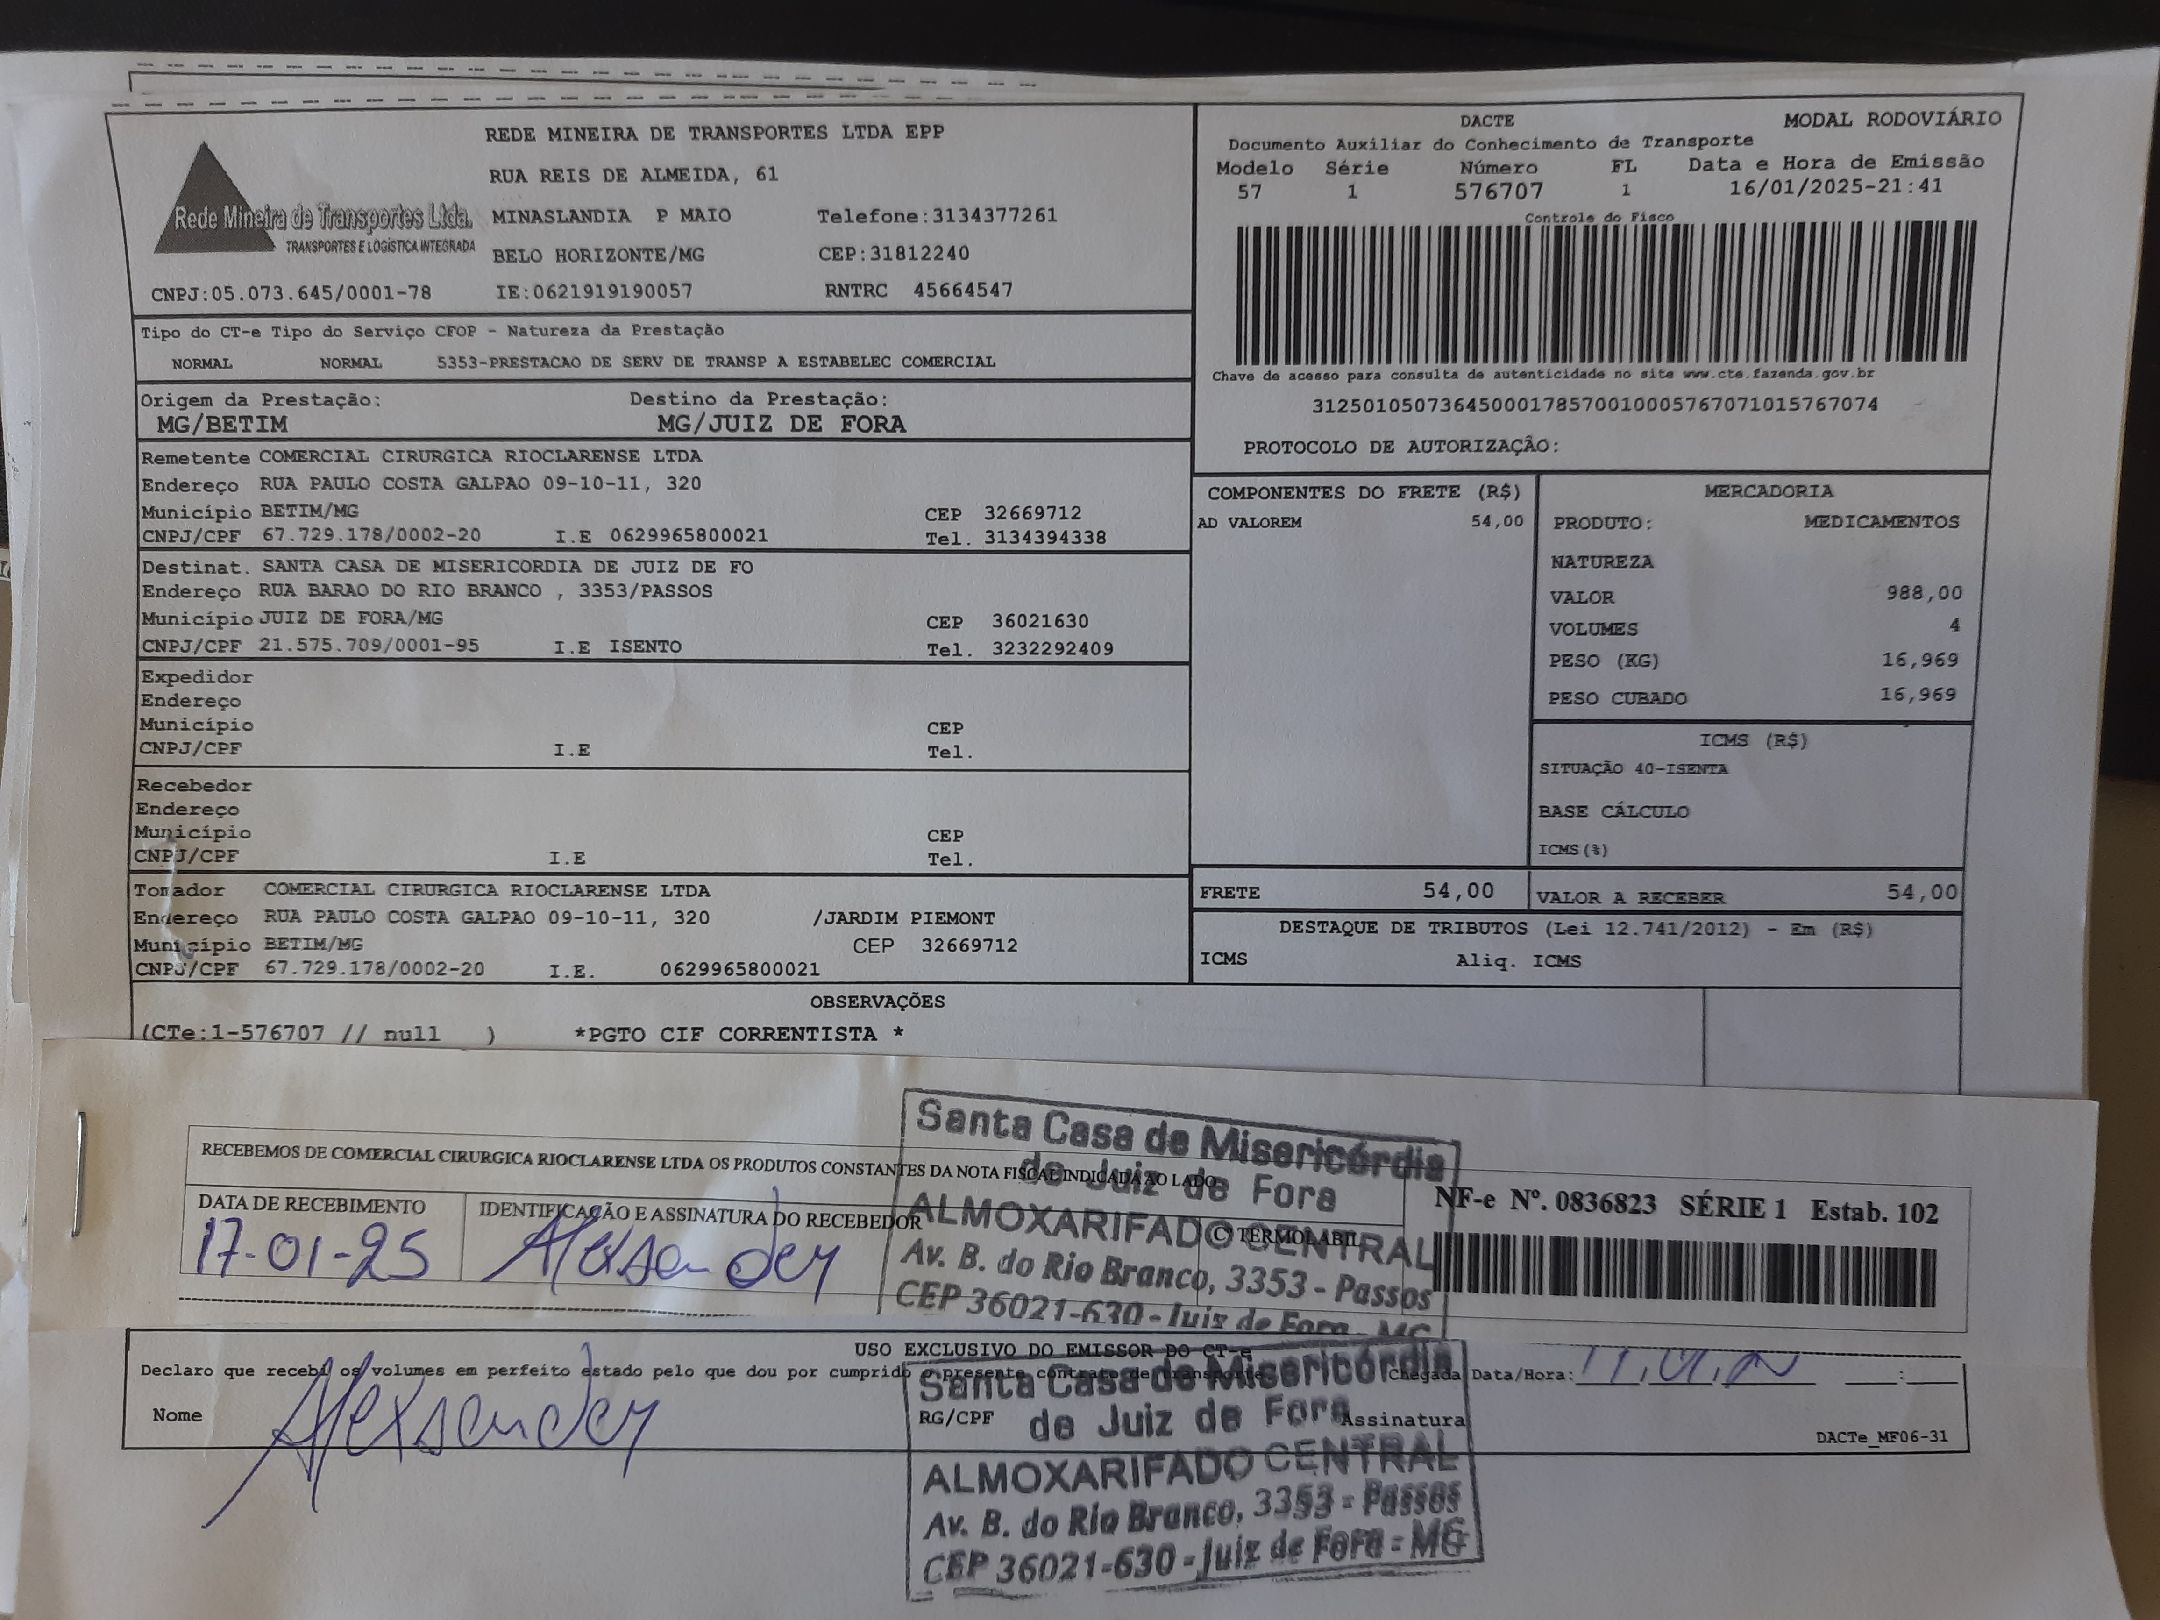 REDE MINEIRA DE TRANSPORTES LTDA EPP
RUA REIS DE ALMEIDA, 61
Rede Mineira de Transportes Ltda.
TRANSPORTES E LOGÍSTICA INTEGRADA
MINASLANDIA P MAIO Telefone:3134377261
BELO HORIZONTE/MG CEP:31812240
CNPJ:05.073.645/0001-78 IE:0621919190057 RNTRC 45664547
DACTE MODAL RODOVIÁRIO
Documento Auxiliar do Conhecimento de Transporte
Modelo Série Número FL Data e Hora de Emissão
57 1 576707 1 16/01/2025-21:41
Controle do Fisco
Chave de acesso para consulta de autenticidade no site www.cte.fazenda.gov.br
31250105073645000178570010005767071015767074
PROTOCOLO DE AUTORIZAÇÃO:
Tipo do CT-e Tipo do Serviço CFOP - Natureza da Prestação
NORMAL NORMAL 5353-PRESTACAO DE SERV DE TRANSP A ESTABELEC COMERCIAL
Origem da Prestação: Destino da Prestação:
MG/BETIM MG/JUIZ DE FORA
Remetente COMERCIAL CIRURGICA RIOCLARENSE LTDA
Endereço RUA PAULO COSTA GALPAO 09-10-11, 320
Município BETIM/MG CEP 32669712
CNPJ/CPF 67.729.178/0002-20 I.E 0629965800021 Tel. 3134394338
Destinat. SANTA CASA DE MISERICORDIA DE JUIZ DE FO
Endereço RUA BARAO DO RIO BRANCO , 3353/PASSOS
Município JUIZ DE FORA/MG CEP 36021630
CNPJ/CPF 21.575.709/0001-95 I.E ISENTO Tel. 3232292409
Expedidor
Endereço
Município CEP
CNPJ/CPF I.E Tel.
Recebedor
Endereço
Município CEP
CNPJ/CPF I.E Tel.
Tomador COMERCIAL CIRURGICA RIOCLARENSE LTDA
Endereço RUA PAULO COSTA GALPAO 09-10-11, 320 /JARDIM PIEMONT
Município BETIM/MG CEP 32669712
CNPJ/CPF 67.729.178/0002-20 I.E. 0629965800021
COMPONENTES DO FRETE (R$)
AD VALOREM 54,00
MERCADORIA
PRODUTO: MEDICAMENTOS
NATUREZA
VALOR 988,00
VOLUMES 4
PESO (KG) 16,969
PESO CUBADO 16,969
ICMS (R$)
SITUAÇÃO 40-ISENTA
BASE CÁLCULO
ICMS(%)
FRETE 54,00 VALOR A RECEBER 54,00
DESTAQUE DE TRIBUTOS (Lei 12.741/2012) - Em (R$)
ICMS Aliq. ICMS
OBSERVAÇÕES
(CTe:1-576707 // null ) *PGTO CIF CORRENTISTA *
RECEBEMOS DE COMERCIAL CIRURGICA RIOCLARENSE LTDA OS PRODUTOS CONSTANTES DA NOTA FISCAL INDICADA AO LADO
DATA DE RECEBIMENTO IDENTIFICAÇÃO E ASSINATURA DO RECEBEDOR
17-01-25 Alexsander
TERMOLABIL
NF-e Nº. 0836823 SÉRIE 1 Estab. 102
Santa Casa de Misericórdia
de Juiz de Fora
ALMOXARIFADO CENTRAL
Av. B. do Rio Branco, 3353 - Passos
CEP 36021-630 - Juiz de Fora - MG
USO EXCLUSIVO DO EMISSOR DO CT-e
Declaro que recebi os volumes em perfeito estado pelo que dou por cumprido o presente contrato de transporte Chegada Data/Hora:
Nome Alexsander RG/CPF Assinatura
DACTe_MF06-31
Santa Casa de Misericórdia
de Juiz de Fora
ALMOXARIFADO CENTRAL
Av. B. do Rio Branco, 3353 - Passos
CEP 36021-630 - Juiz de Fora - MG